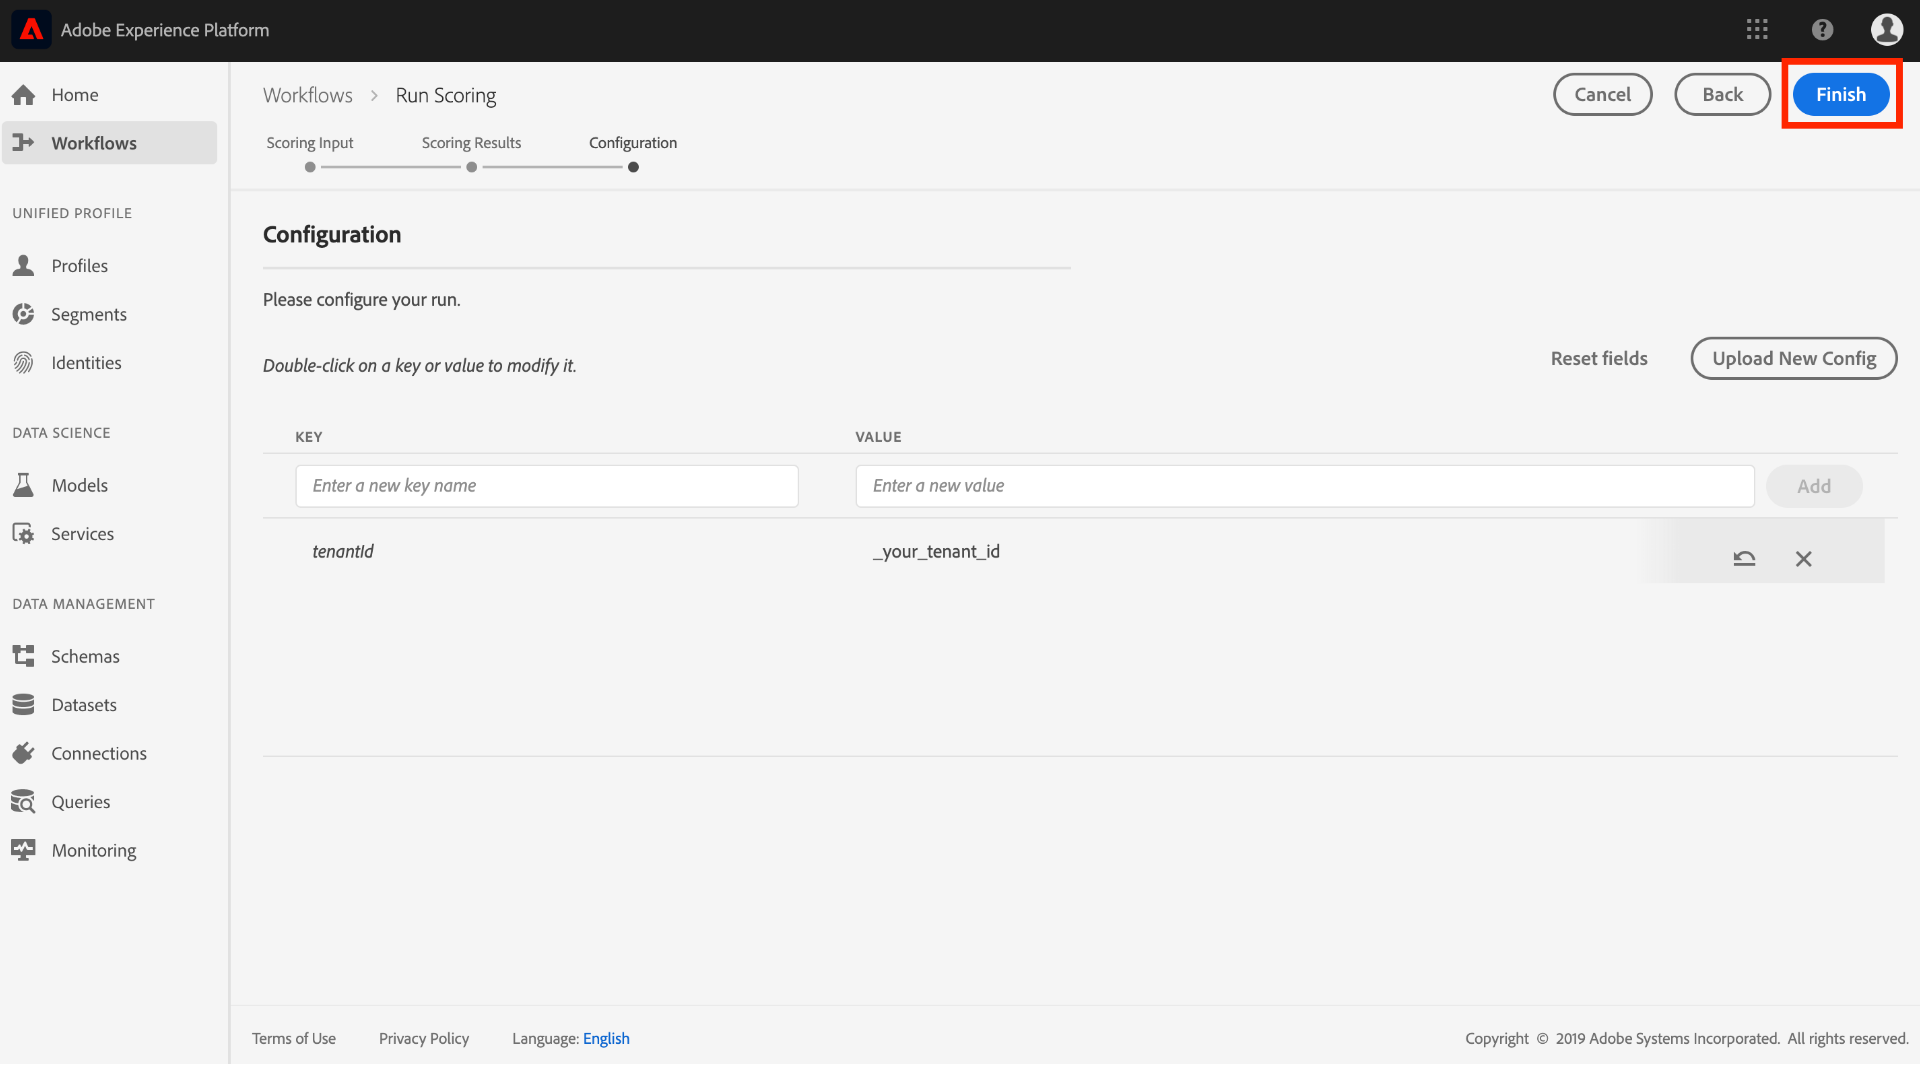 Adobe Experience Platform
Home
Workflows
UNIFIED PROFILE
Profiles
Segments
Identities
DATA SCIENCE
Models
Services
DATA MANAGEMENT
Schemas
Datasets
Connections
Queries
Monitoring
Workflows > Run Scoring
Cancel
Back
Finish
Scoring Input
Scoring Results
Configuration
Configuration
Please configure your run.
Double-click on a key or value to modify it.
Reset fields
Upload New Config
KEY
VALUE
Enter a new key name
Enter a new value
Add
tenantId
_your_tenant_id
Terms of Use
Privacy Policy
Language: English
Copyright © 2019 Adobe Systems Incorporated. All rights reserved.